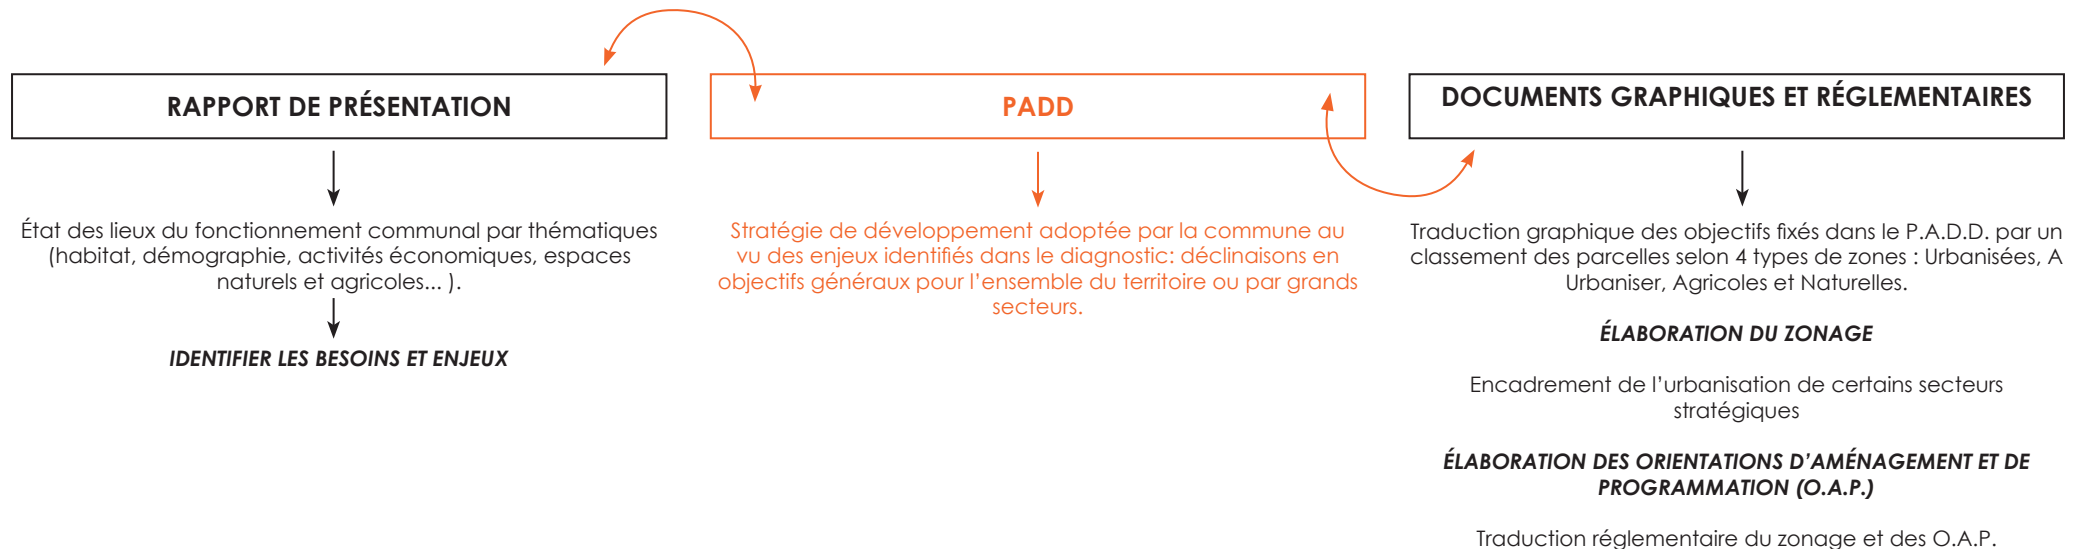 RAPPORT DE PRÉSENTATION
État des lieux du fonctionnement communal par thématiques
(habitat, démographie, activités économiques, espaces
naturels et agricoles... ).
IDENTIFIER LES BESOINS ET ENJEUX
PADD
Stratégie de développement adoptée par la commune au
vu des enjeux identifiés dans le diagnostic: déclinaisons en
objectifs généraux pour l’ensemble du territoire ou par grands
secteurs.
DOCUMENTS GRAPHIQUES ET RÉGLEMENTAIRES
Traduction graphique des objectifs fixés dans le P.A.D.D. par un
classement des parcelles selon 4 types de zones : Urbanisées, A
Urbaniser, Agricoles et Naturelles.
ÉLABORATION DU ZONAGE
Encadrement de l’urbanisation de certains secteurs
stratégiques
ÉLABORATION DES ORIENTATIONS D’AMÉNAGEMENT ET DE
PROGRAMMATION (O.A.P.)
Traduction réglementaire du zonage et des O.A.P.